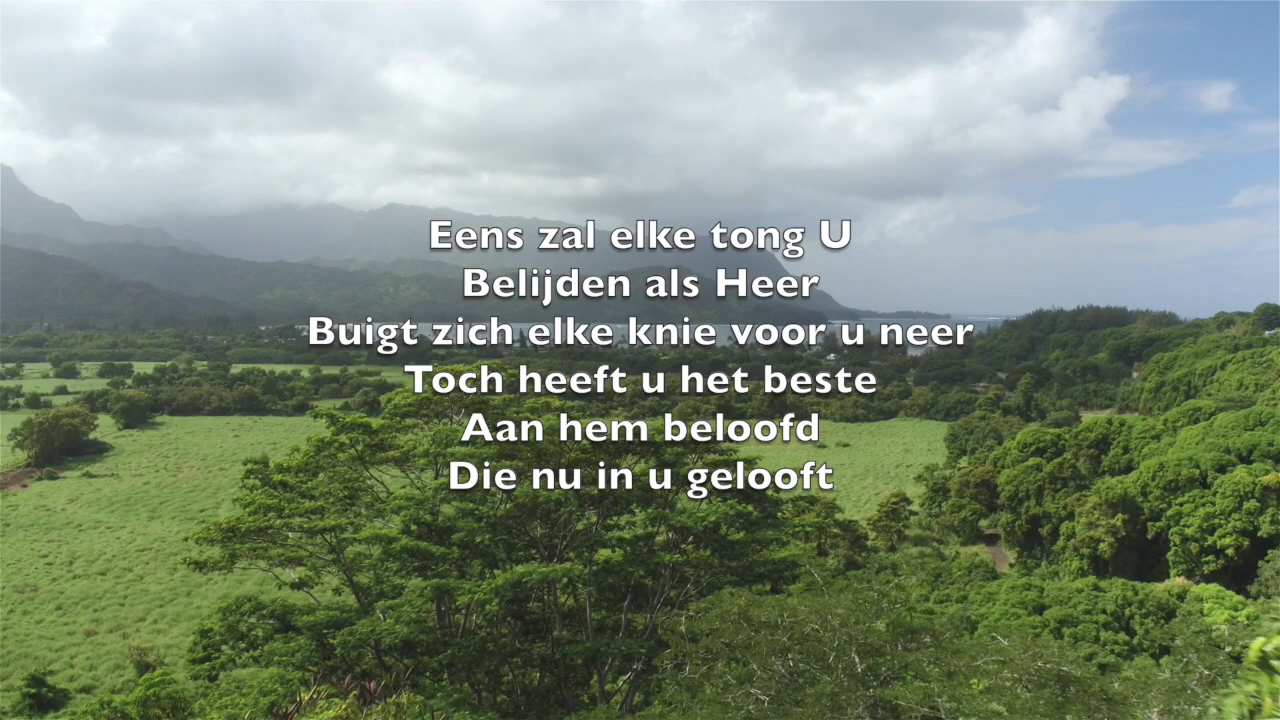 Eens zal elke tong U
Belijden als Heer
Buigt zich elke knie voor u neer
Toch heeft u het beste
Aan hem beloofd
Die nu in u gelooft